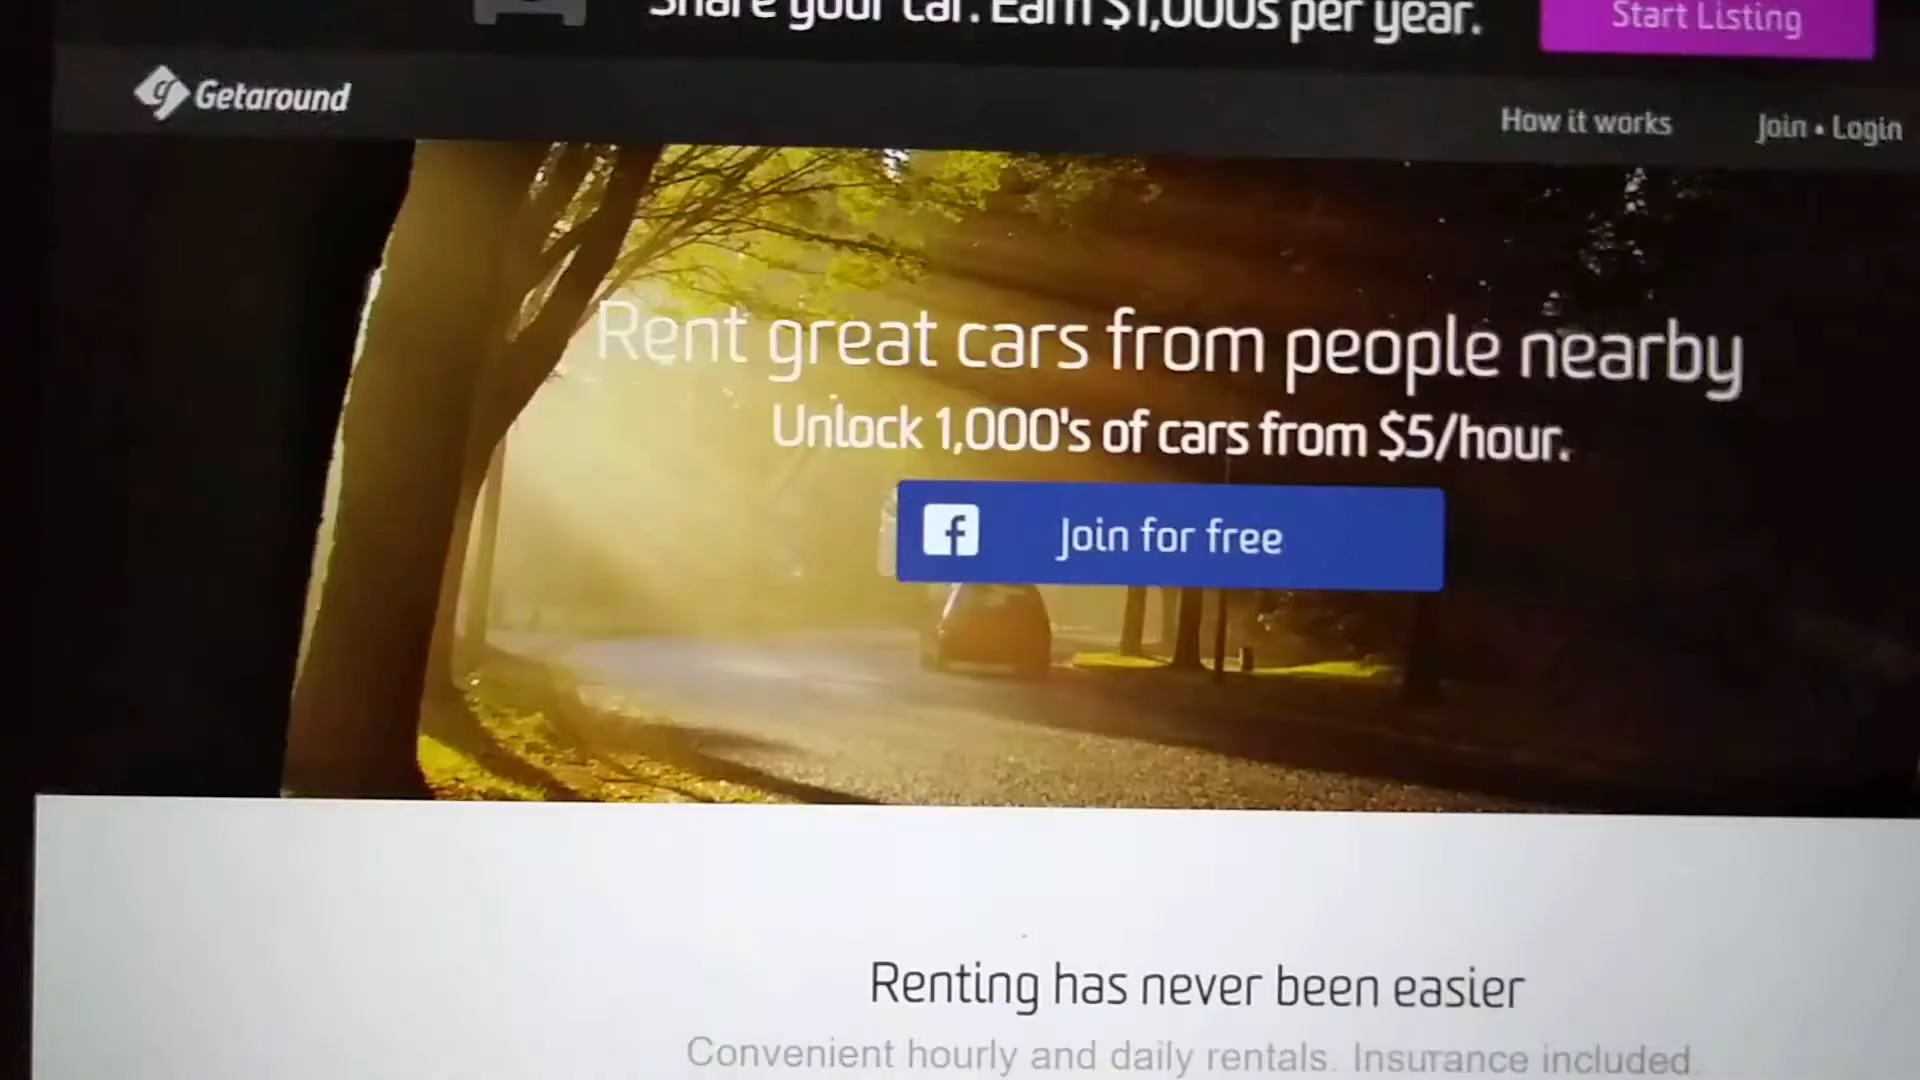 Share your car. Earn $1,000s per year.
Start Listing
Getaround
How it works
Join • Login
Rent great cars from people nearby
Unlock 1,000's of cars from $5/hour.
f
Join for free
Renting has never been easier
Convenient hourly and daily rentals. Insurance included.